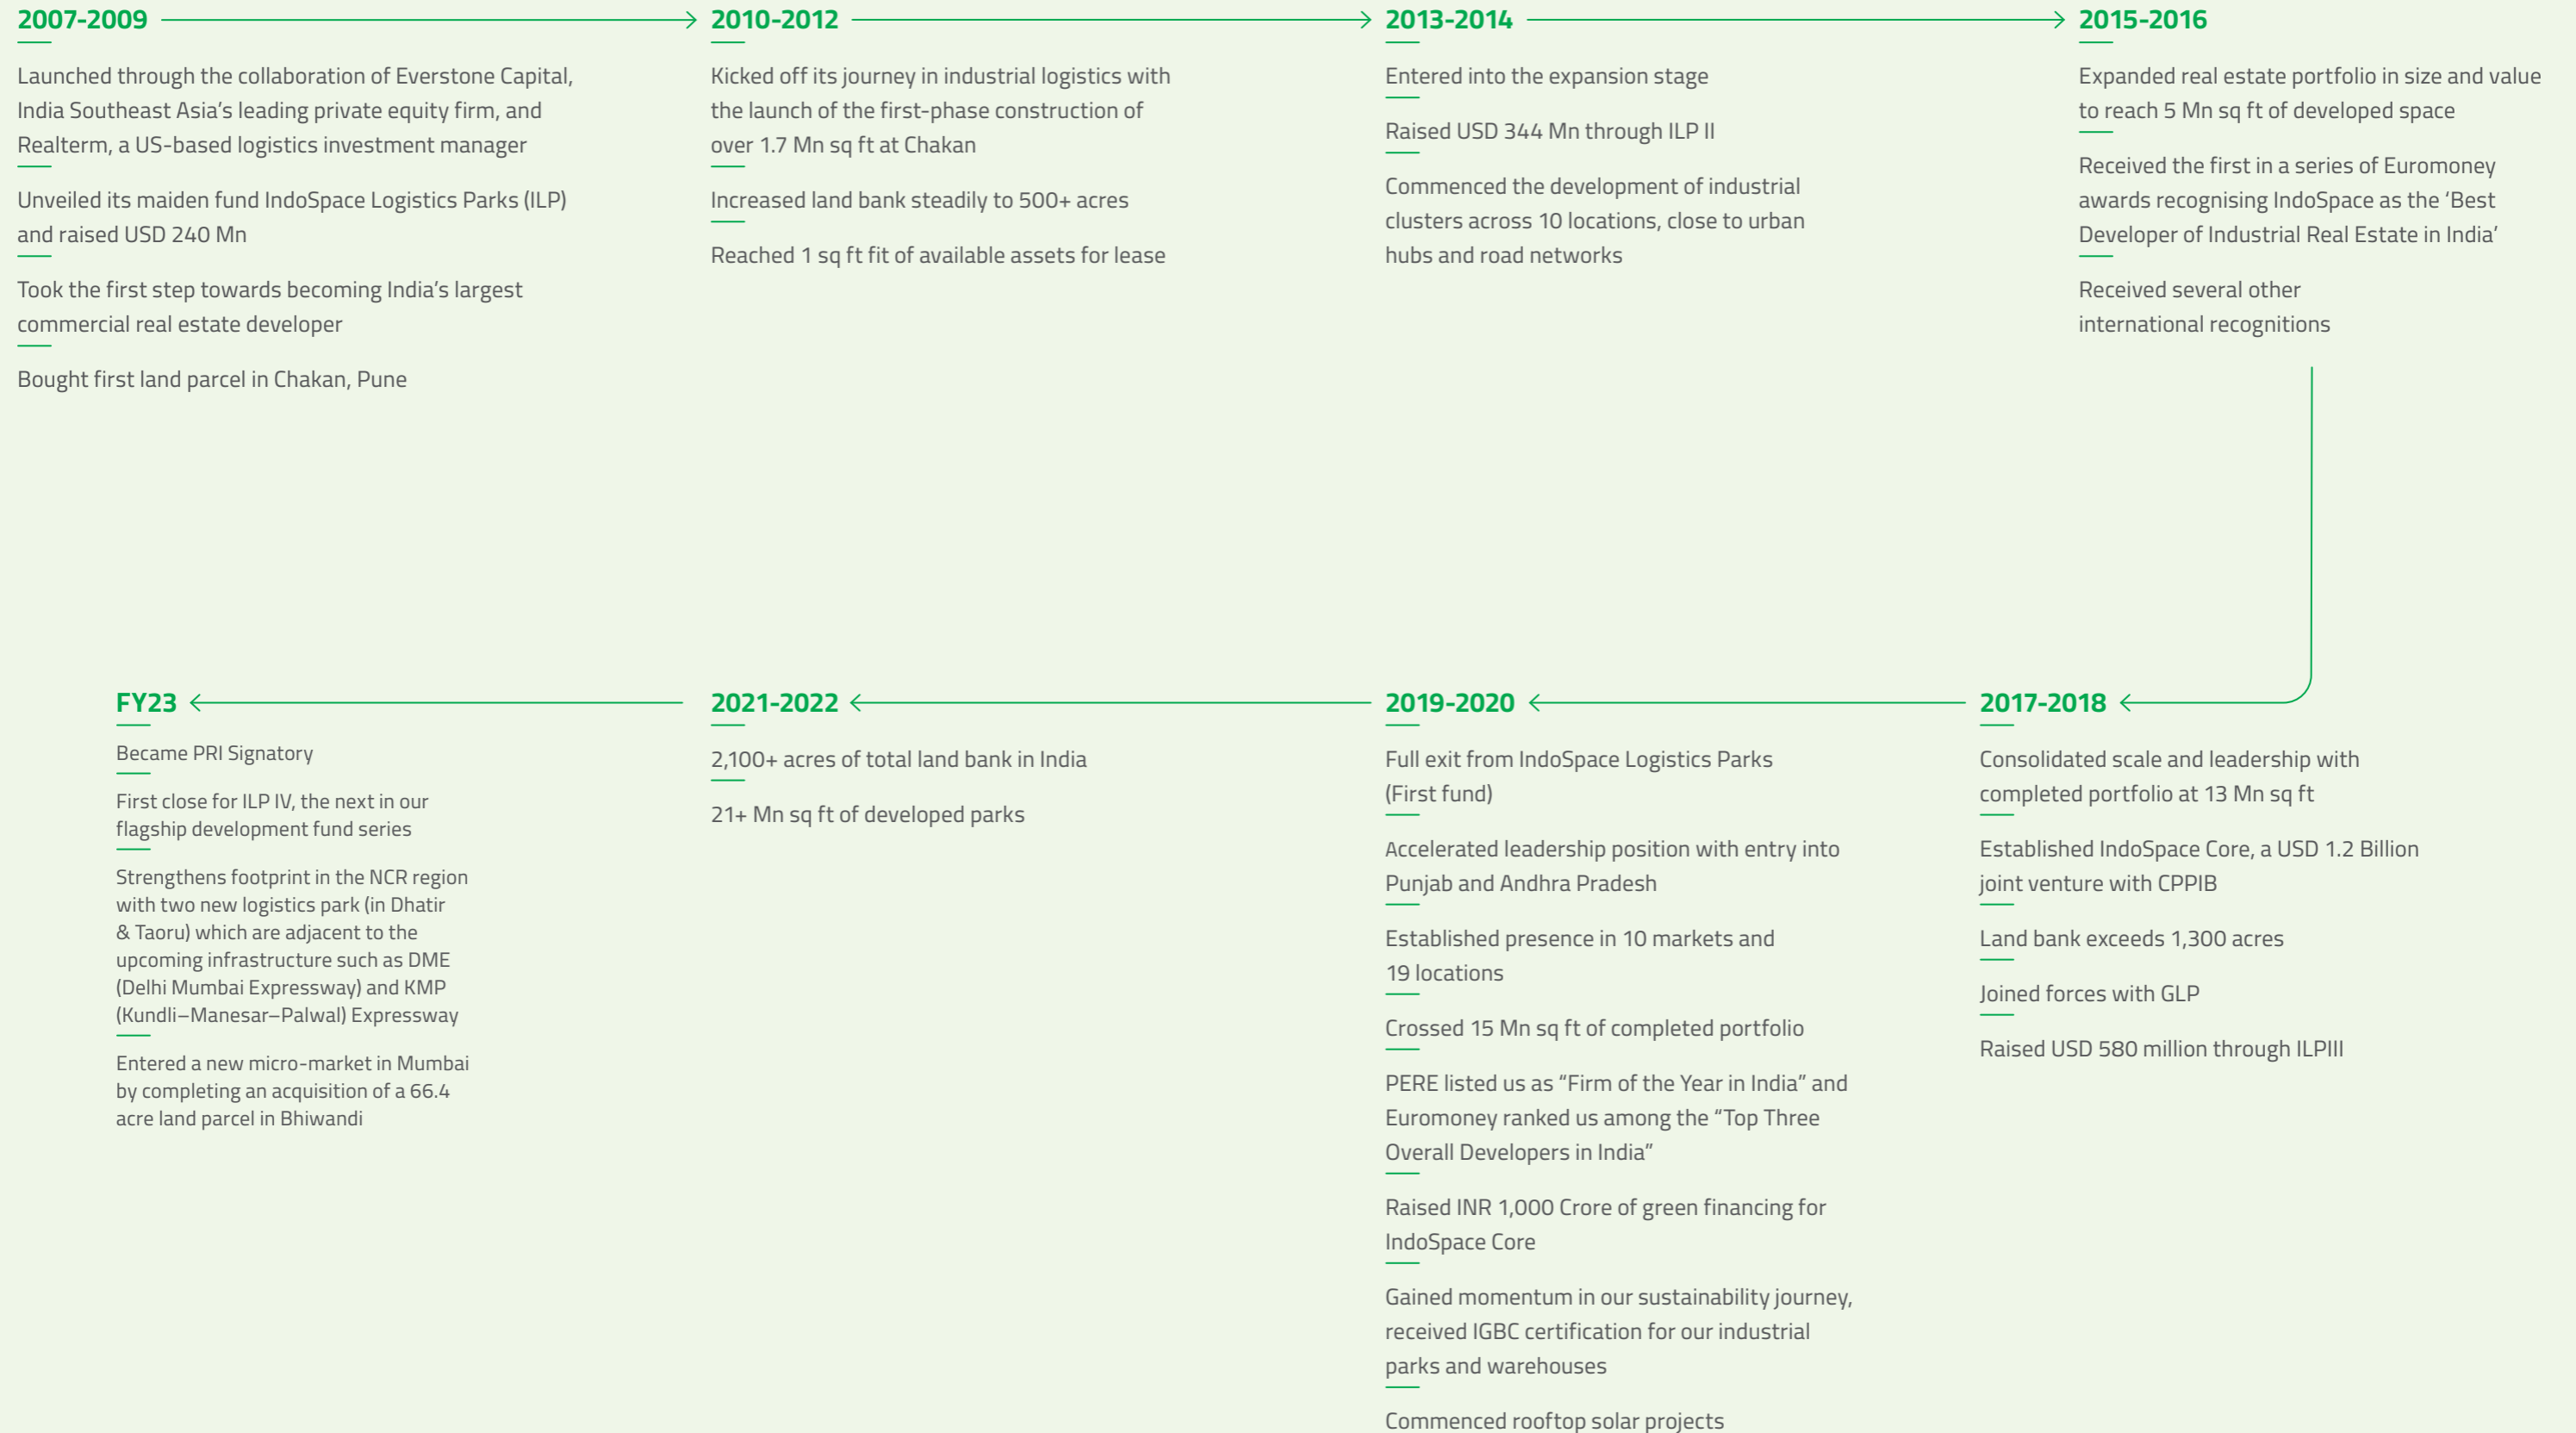 2007-2009
Launched through the collaboration of Everstone Capital,
India Southeast Asia’s leading private equity firm, and
Realterm, a US-based logistics investment manager
Unveiled its maiden fund IndoSpace Logistics Parks (ILP)
and raised USD 240 Mn
Took the first step towards becoming India’s largest
commercial real estate developer
Bought first land parcel in Chakan, Pune
2010-2012
Kicked off its journey in industrial logistics with
the launch of the first-phase construction of
over 1.7 Mn sq ft at Chakan
Increased land bank steadily to 500+ acres
Reached 1 sq ft fit of available assets for lease
2013-2014
Entered into the expansion stage
Raised USD 344 Mn through ILP II
Commenced the development of industrial
clusters across 10 locations, close to urban
hubs and road networks
2015-2016
Expanded real estate portfolio in size and value
to reach 5 Mn sq ft of developed space
Received the first in a series of Euromoney
awards recognising IndoSpace as the ‘Best
Developer of Industrial Real Estate in India’
Received several other
international recognitions
2017-2018
Consolidated scale and leadership with
completed portfolio at 13 Mn sq ft
Established IndoSpace Core, a USD 1.2 Billion
joint venture with CPPIB
Land bank exceeds 1,300 acres
Joined forces with GLP
Raised USD 580 million through ILPIII
2019-2020
Full exit from IndoSpace Logistics Parks
(First fund)
Accelerated leadership position with entry into
Punjab and Andhra Pradesh
Established presence in 10 markets and
19 locations
Crossed 15 Mn sq ft of completed portfolio
PERE listed us as “Firm of the Year in India” and
Euromoney ranked us among the “Top Three
Overall Developers in India”
Raised INR 1,000 Crore of green financing for
IndoSpace Core
Gained momentum in our sustainability journey,
received IGBC certification for our industrial
parks and warehouses
Commenced rooftop solar projects
2021-2022
2,100+ acres of total land bank in India
21+ Mn sq ft of developed parks
FY23
Became PRI Signatory
First close for ILP IV, the next in our
flagship development fund series
Strengthens footprint in the NCR region
with two new logistics park (in Dhatir
& Taoru) which are adjacent to the
upcoming infrastructure such as DME
(Delhi Mumbai Expressway) and KMP
(Kundli–Manesar–Palwal) Expressway
Entered a new micro-market in Mumbai
by completing an acquisition of a 66.4
acre land parcel in Bhiwandi